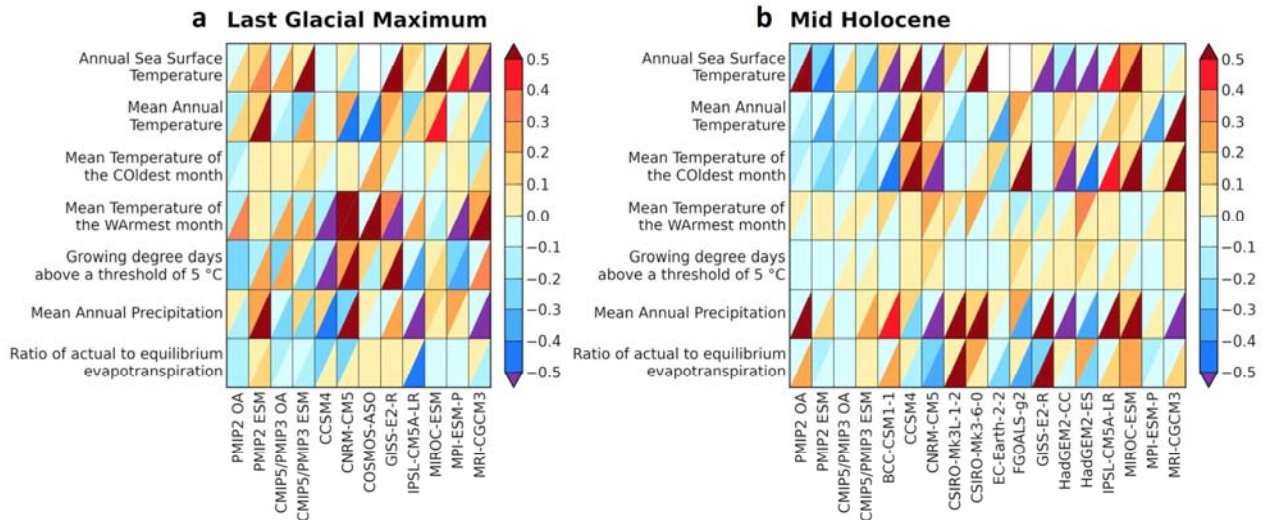 a Last Glacial Maximum
Annual Sea Surface
Temperature
Mean Annual
Temperature
Mean Temperature of
the COldest month
Mean Temperature of
the WArmest month
Growing degree days
above a threshold of 5 °C
Mean Annual Precipitation
Ratio of actual to equilibrium
evapotranspiration
0.5
0.4
0.3
0.2
0.1
0.0
−0.1
−0.2
−0.3
−0.4
−0.5
PMIP2 OA
PMIP2 ESM
CMIP5/PMIP3 OA
CMIP5/PMIP3 ESM
CCSM4
CNRM-CM5
COSMOS-ASO
GISS-E2-R
IPSL-CM5A-LR
MIROC-ESM
MPI-ESM-P
MRI-CGCM3
b Mid Holocene
Annual Sea Surface
Temperature
Mean Annual
Temperature
Mean Temperature of
the COldest month
Mean Temperature of
the WArmest month
Growing degree days
above a threshold of 5 °C
Mean Annual Precipitation
Ratio of actual to equilibrium
evapotranspiration
0.5
0.4
0.3
0.2
0.1
0.0
−0.1
−0.2
−0.3
−0.4
−0.5
PMIP2 OA
PMIP2 ESM
CMIP5/PMIP3 OA
CMIP5/PMIP3 ESM
BCC-CSM1-1
CCSM4
CNRM-CM5
CSIRO-Mk3L-1-2
CSIRO-Mk3-6-0
EC-Earth-2-2
FGOALS-g2
GISS-E2-R
HadGEM2-CC
HadGEM2-ES
IPSL-CM5A-LR
MIROC-ESM
MPI-ESM-P
MRI-CGCM3